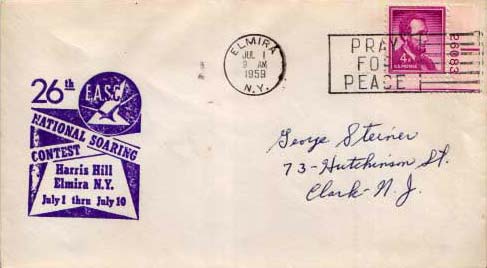 26th
E.A.S.C.
NATIONAL SOARING
CONTEST
Harris Hill
Elmira N.Y.
July 1 thru July 10
ELMIRA
JUL 1
9 AM
1959
N.Y.
PRAY
FOR
PEACE
4¢
U.S. POSTAGE
26083
George Steiner
73-Hutchinson St.
Clark-N.J.